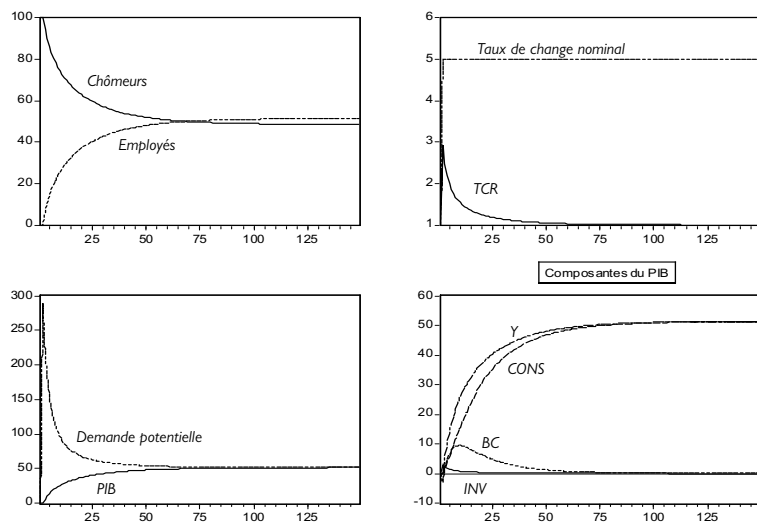 100
80
60
40
20
0
Chômeurs
Employés
25 50 75 100 125
6
5
4
3
2
1
Taux de change nominal
TCR
25 50 75 100 125
300
250
200
150
100
50
0
Demande potentielle
PIB
25 50 75 100 125
Composantes du PIB
60
50
40
30
20
10
0
-10
Y
CONS
BC
INV
25 50 75 100 125